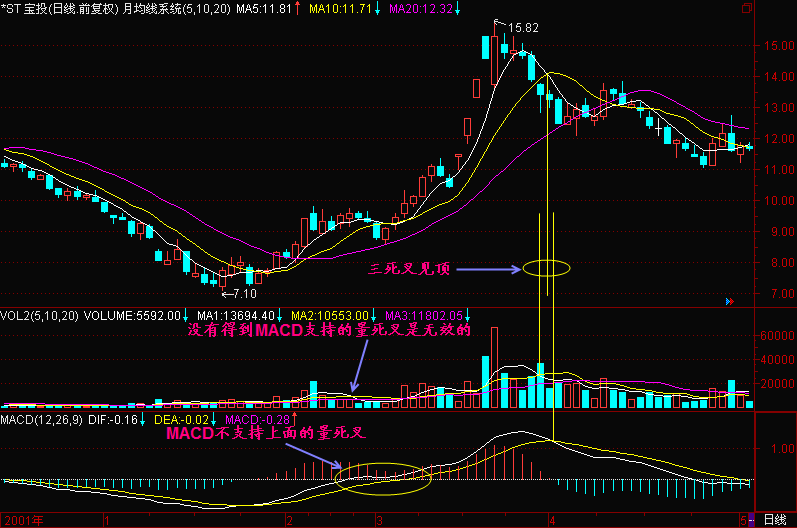 *ST宝投(日线.前复权) 月均线系统(5,10,20) MA5:11.81↑ MA10:11.71↓ MA20:12.32↓
15.82
15.00
14.00
13.00
12.00
11.00
10.00
9.00
三死叉见顶
8.00
←7.10
7.00
VOL2(5,10,20) VOLUME:5592.00↓ MA1:13694.40↓ MA2:10553.00↓ MA3:11802.05↓
没有得到MACD支持的量死叉是无效的
60000
40000
20000
MACD(12,26,9) DIF:-0.16↓ DEA:-0.02↓ MACD:-0.28↑
MACD不支持上面的量死叉
1.00
2001年 1 2 3 4 5 日线